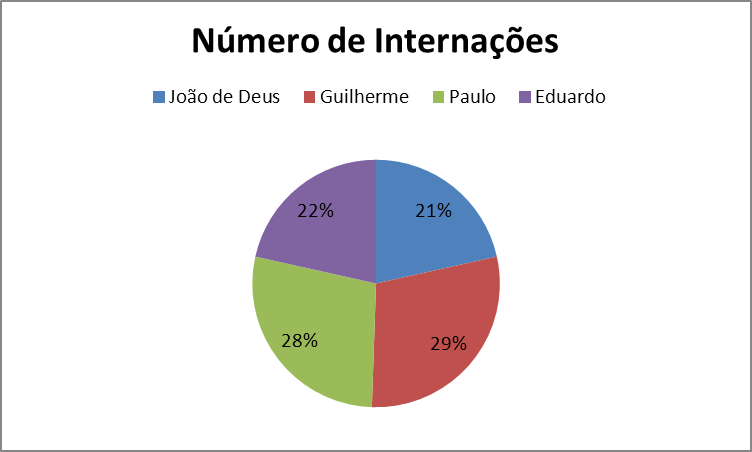 Número de Internações
João de Deus Guilherme Paulo Eduardo
22% 21%
28% 29%